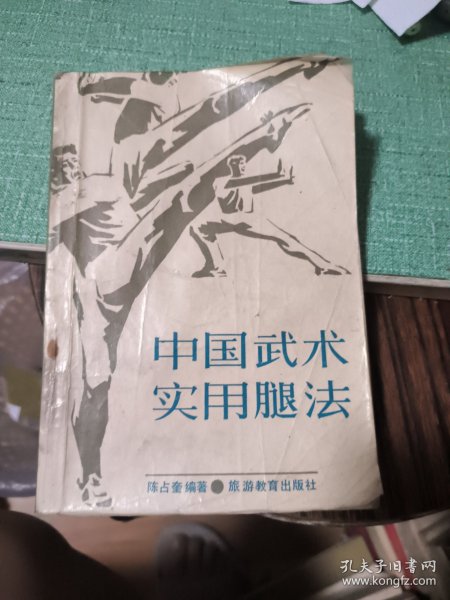 中国武术
实用腿法
陈占奎编著 旅游教育出版社
孔夫子旧书网
www.kongfz.com